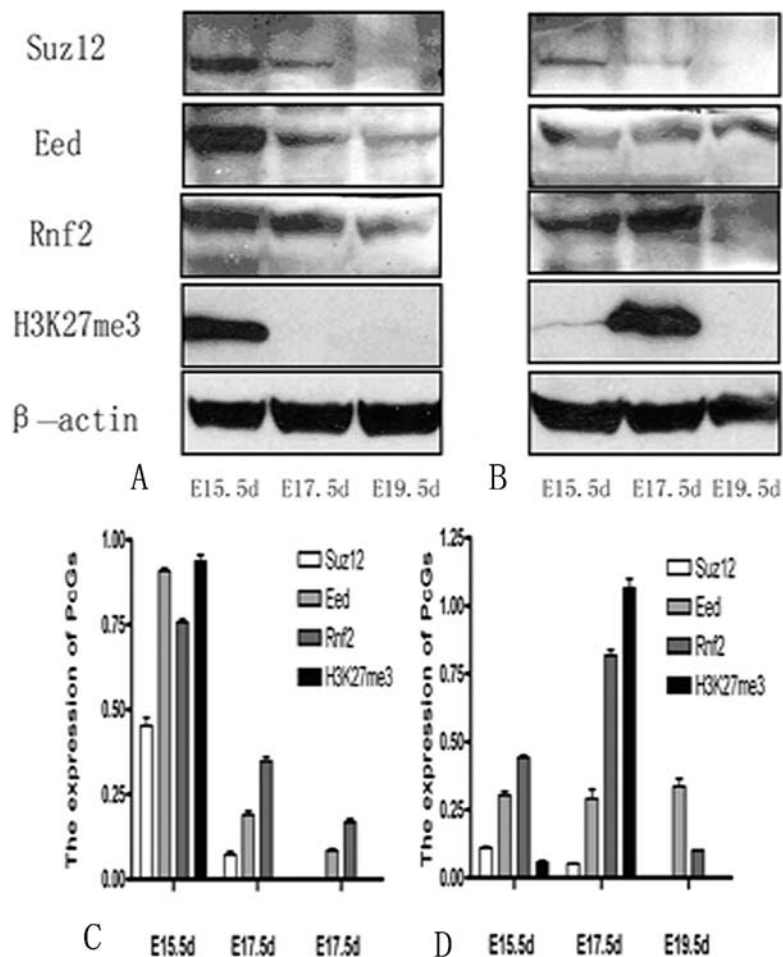 Suz12
Eed
Rnf2
H3K27me3
β-actin
A
E15.5d E17.5d E19.5d
B
E15.5d E17.5d E19.5d
The expression of PcGs
1.00
0.75
0.50
0.25
0.00
Suz12
Eed
Rnf2
H3K27me3
C
E15.5d E17.5d E17.5d
The expression of PcGs
1.25
1.00
0.75
0.50
0.25
0.00
Suz12
Eed
Rnf2
H3K27me3
D
E15.5d E17.5d E19.5d